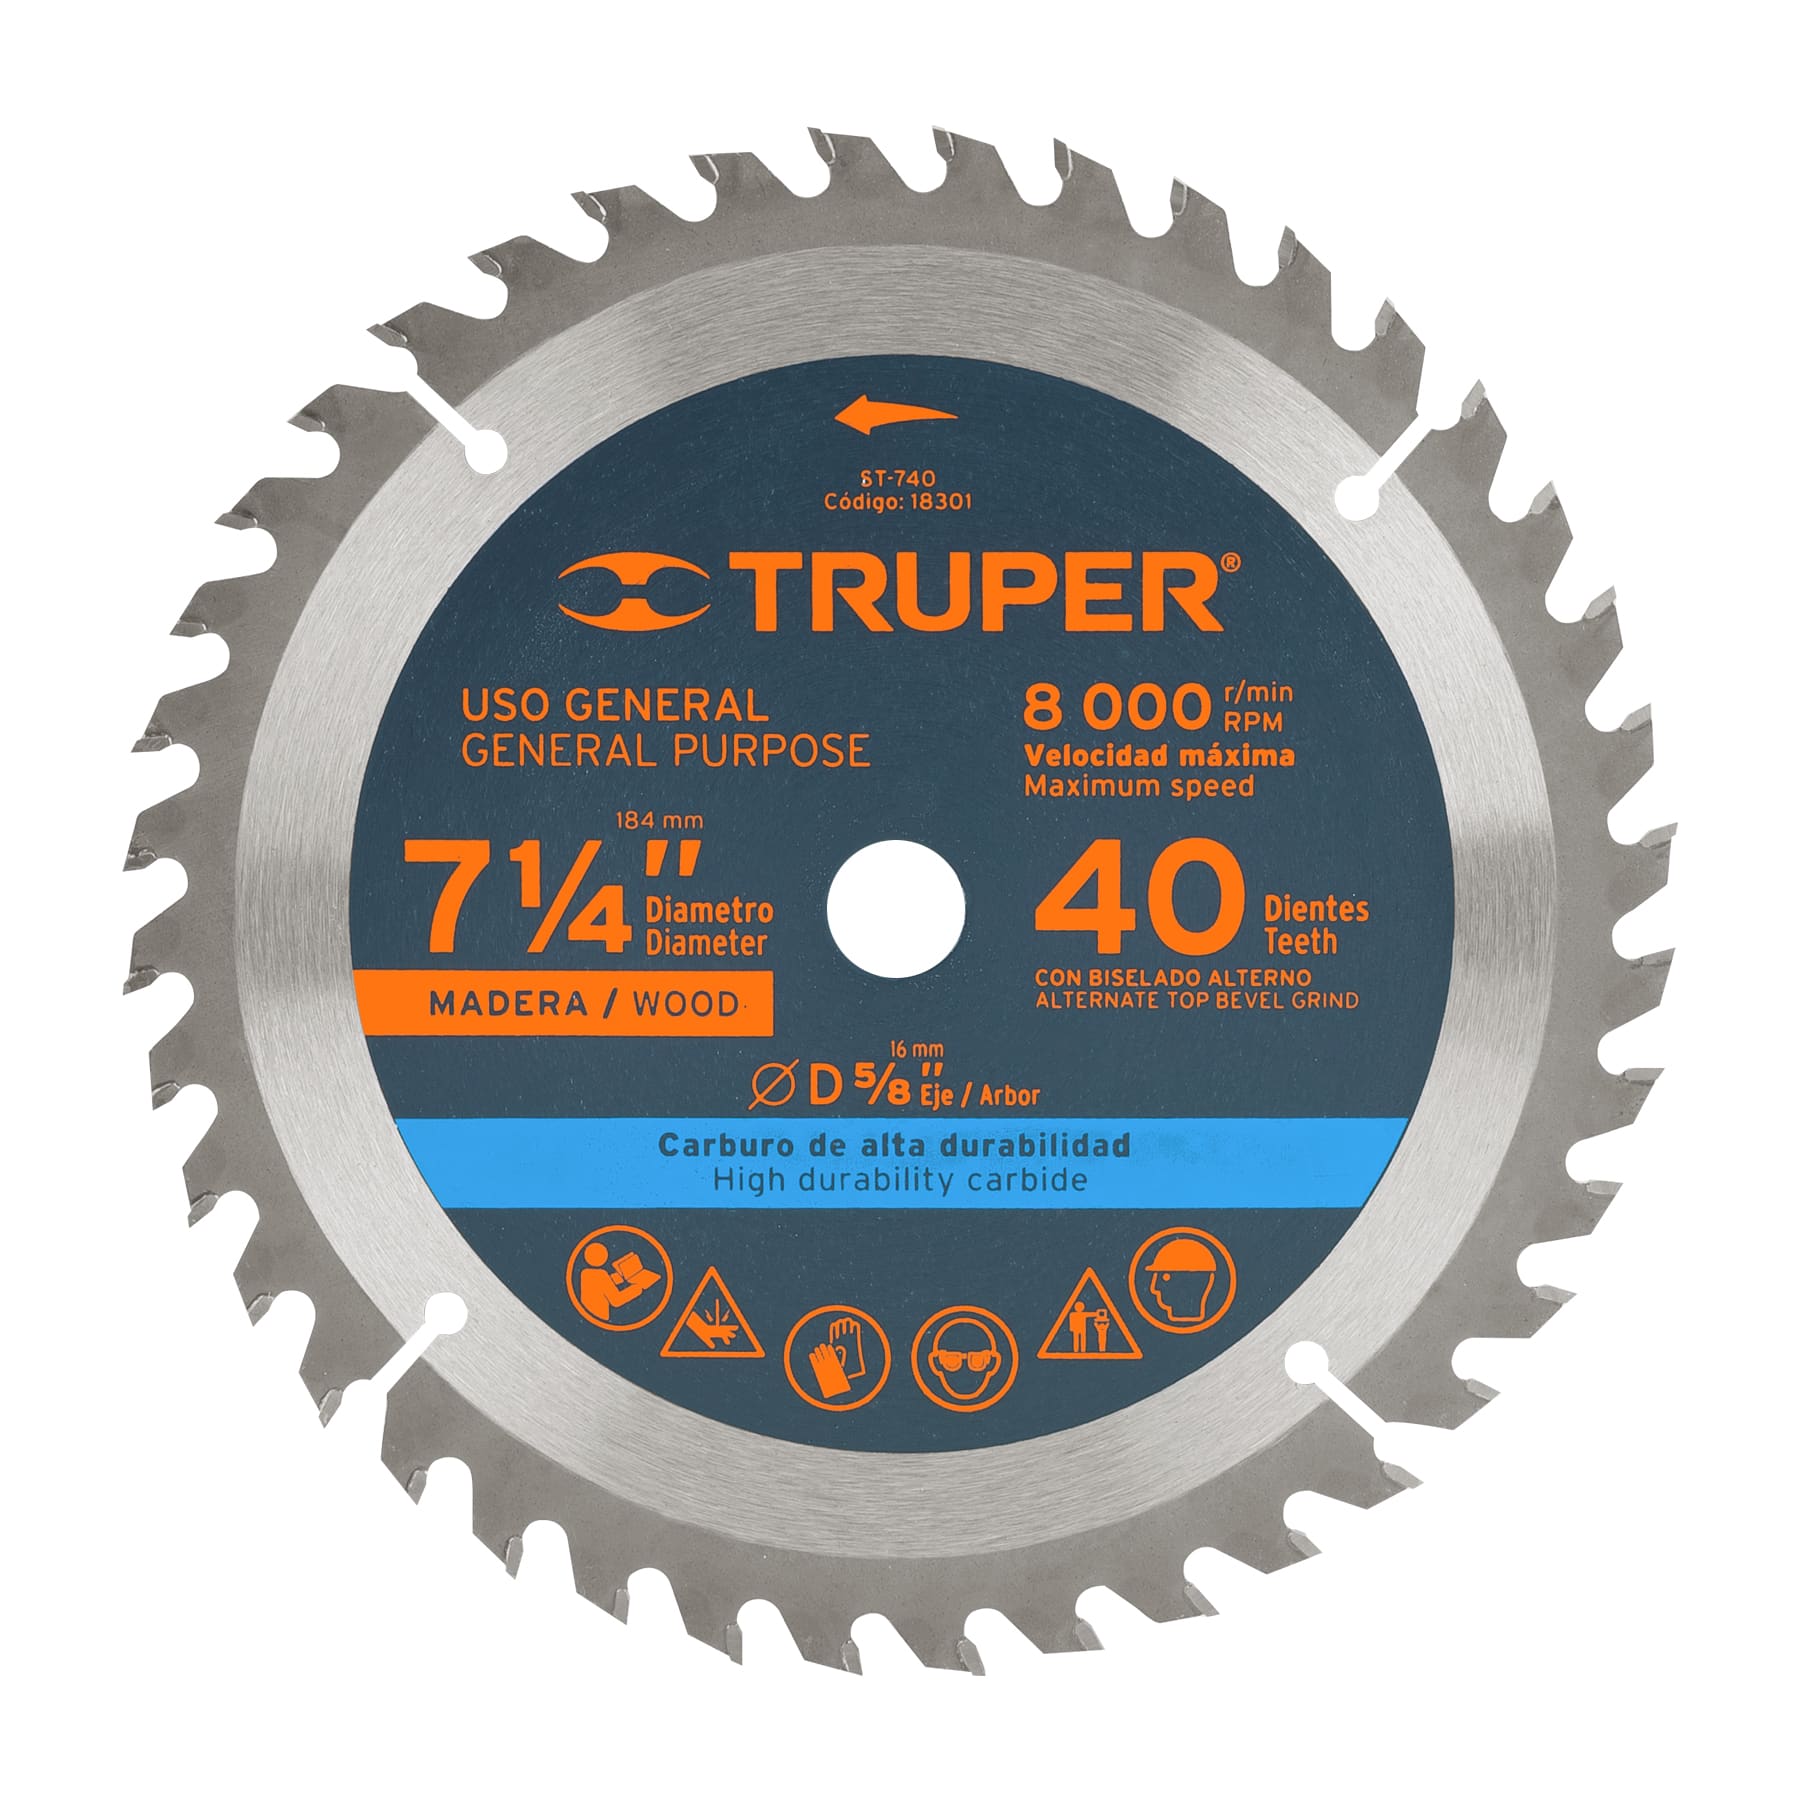 ST-740
Código: 18301
TRUPER®
USO GENERAL
GENERAL PURPOSE
8 000 r/min
RPM
Velocidad máxima
Maximum speed
184 mm
7 1/4"
Diametro
Diameter
MADERA / WOOD
40 Dientes
Teeth
CON BISELADO ALTERNO
ALTERNATE TOP BEVEL GRIND
16 mm
Ø D 5/8" Eje / Arbor
Carburo de alta durabilidad
High durability carbide